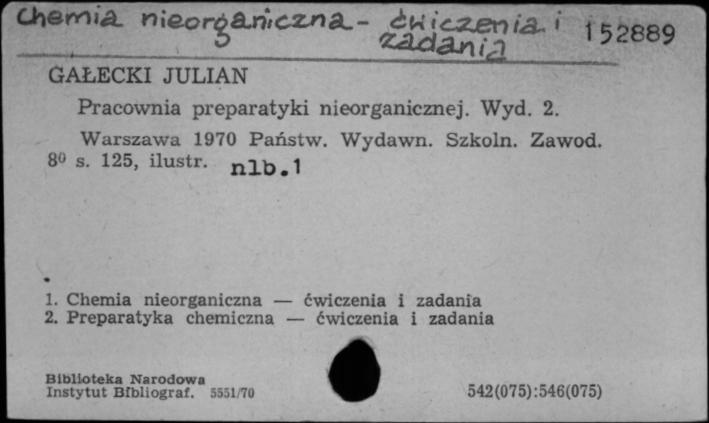 Chemia nieorganiczna - ćwiczenia i zadania
152889
GAŁECKI JULIAN
Pracownia preparatyki nieorganicznej. Wyd. 2.
Warszawa 1970 Państw. Wydawn. Szkoln. Zawod.
8⁰ s. 125, ilustr. nlb.1
1. Chemia nieorganiczna — ćwiczenia i zadania
2. Preparatyka chemiczna — ćwiczenia i zadania
Biblioteka Narodowa
Instytut Bibliograf. 5551/70
542(075):546(075)